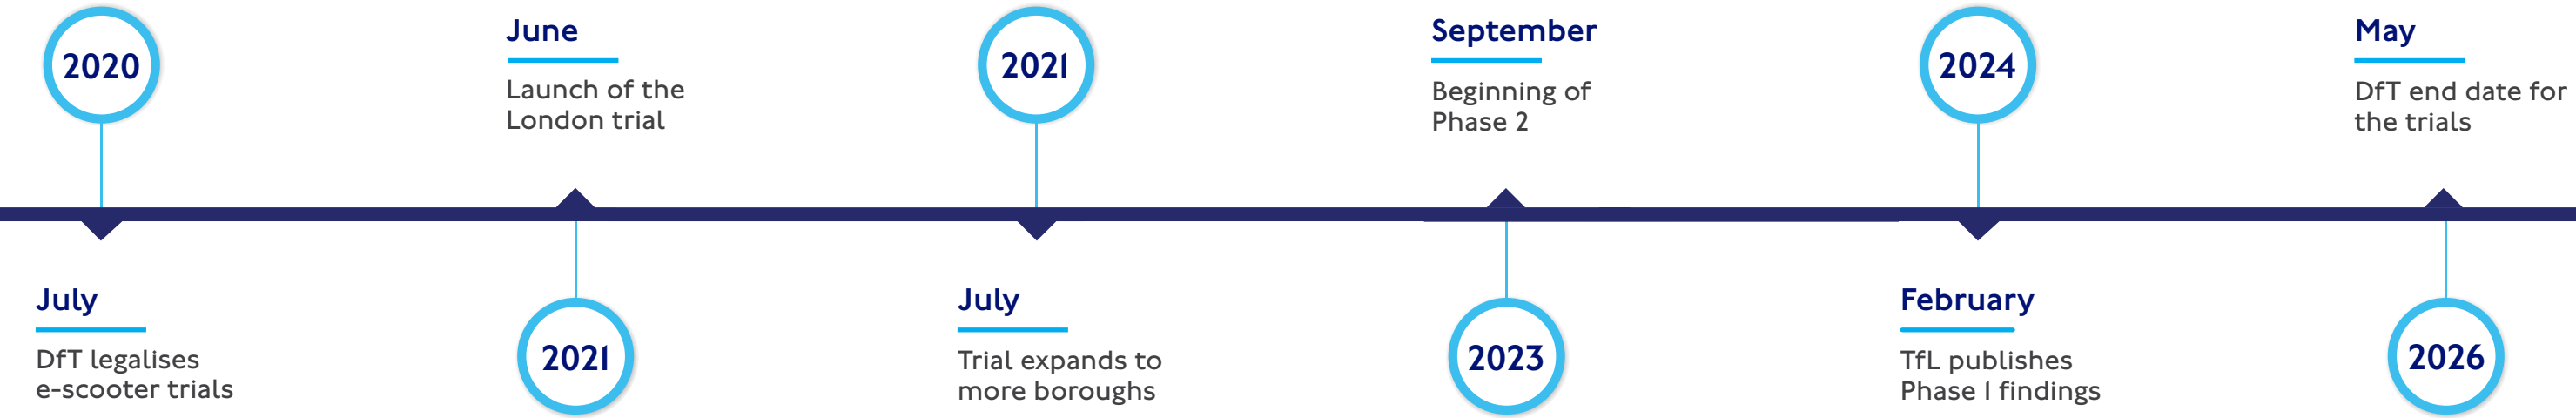 2020
July
DfT legalises
e-scooter trials
June
Launch of the
London trial
2021
2021
July
Trial expands to
more boroughs
September
Beginning of
Phase 2
2023
2024
February
TfL publishes
Phase 1 findings
May
DfT end date for
the trials
2026